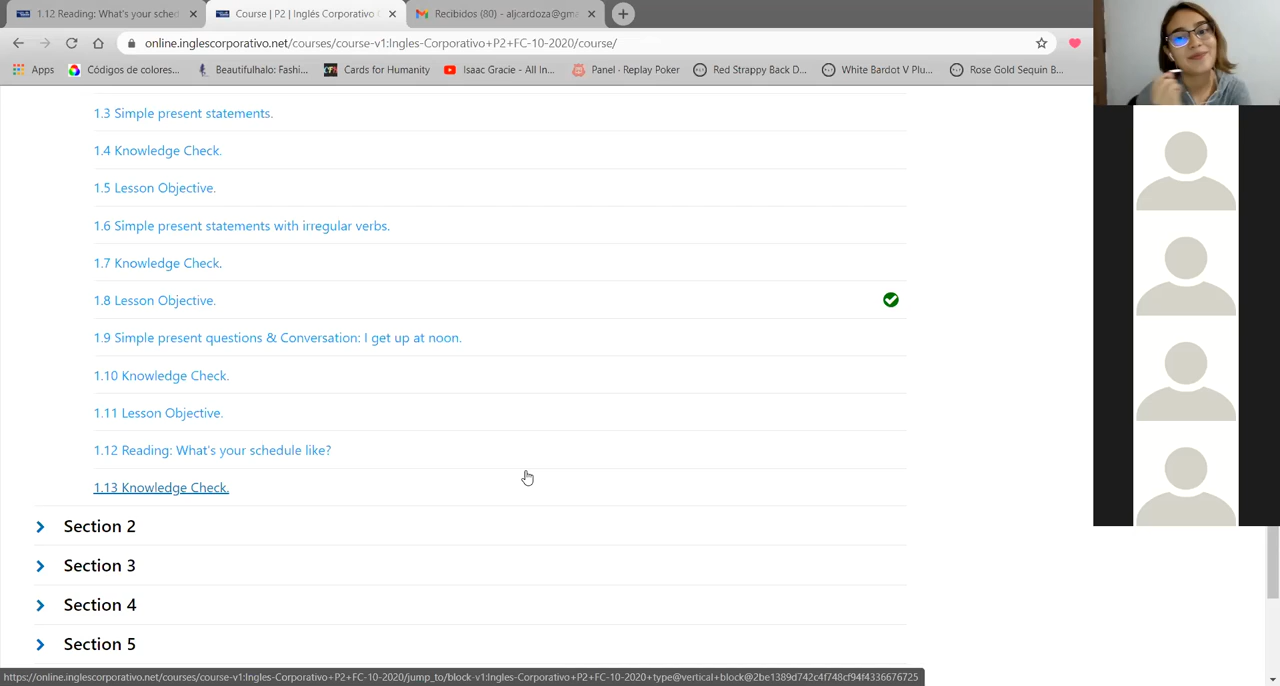 1.12 Reading: What's your sched
Course | P2 | Inglés Corporativo
Recibidos (80) - aljcardoza@gma
online.inglescorporativo.net/courses/course-v1:Ingles-Corporativo+P2+FC-10-2020/course/
Apps
Códigos de colores...
Beautifulhalo: Fashi...
Cards for Humanity
Isaac Gracie - All In...
Panel · Replay Poker
Red Strappy Back D...
White Bardot V Plu...
Rose Gold Sequin B...
1.3 Simple present statements.
1.4 Knowledge Check.
1.5 Lesson Objective.
1.6 Simple present statements with irregular verbs.
1.7 Knowledge Check.
1.8 Lesson Objective.
1.9 Simple present questions & Conversation: I get up at noon.
1.10 Knowledge Check.
1.11 Lesson Objective.
1.12 Reading: What's your schedule like?
1.13 Knowledge Check.
Section 2
Section 3
Section 4
Section 5
https://online.inglescorporativo.net/courses/course-v1:Ingles-Corporativo+P2+FC-10-2020/jump_to/block-v1:Ingles-Corporativo+P2+FC-10-2020+type@vertical+block@2be1389d742c4f748cf94f4336676725